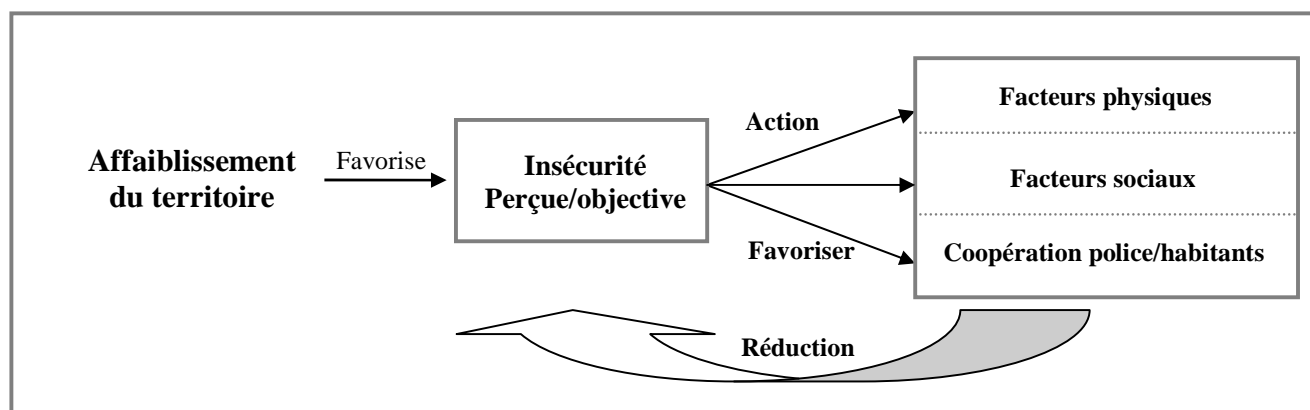 Affaiblissement
du territoire
Favorise
Insécurité
Perçue/objective
Action
Favoriser
Facteurs physiques
Facteurs sociaux
Coopération police/habitants
Réduction